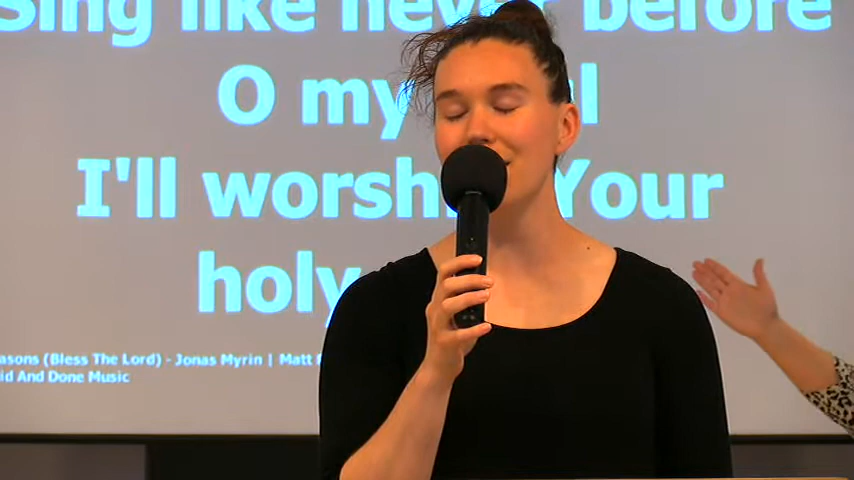 Sing like never before
O my
I'll worship Your
holy
asons (Bless The Lord) - Jonas Myrin | Matt
id and Done Music